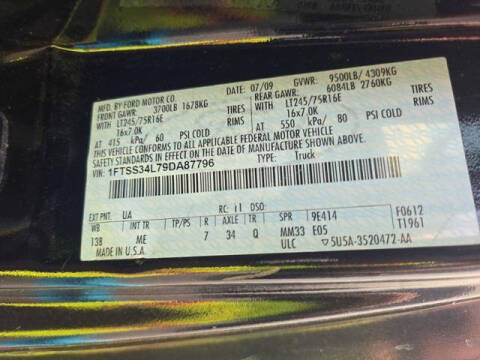 MFD. BY FORD MOTOR CO.
DATE: 07/09 GVWR: 9500LB/ 4309KG
FRONT GAWR: 3700LB 1678KG
REAR GAWR: 6084LB 2760KG
WITH LT245/75R16E TIRES
WITH LT245/75R16E TIRES
16x7.0K RIMS
16x7.0K RIMS
AT 415 kPa/ 60 PSI COLD
AT 550 kPa/ 80 PSI COLD
THIS VEHICLE CONFORMS TO ALL APPLICABLE FEDERAL MOTOR VEHICLE
SAFETY STANDARDS IN EFFECT ON THE DATE OF MANUFACTURE SHOWN ABOVE.
VIN: 1FTSS34L79DA87796
TYPE: Truck
EXT PNT: UA RC: 11 DSO: F0612
WB INT TR TP/PS R AXLE TR SPR 9E414 T1961
138 ME 7 34 Q MM33 E05
MADE IN U.S.A. ULC 5U5A-3520472-AA